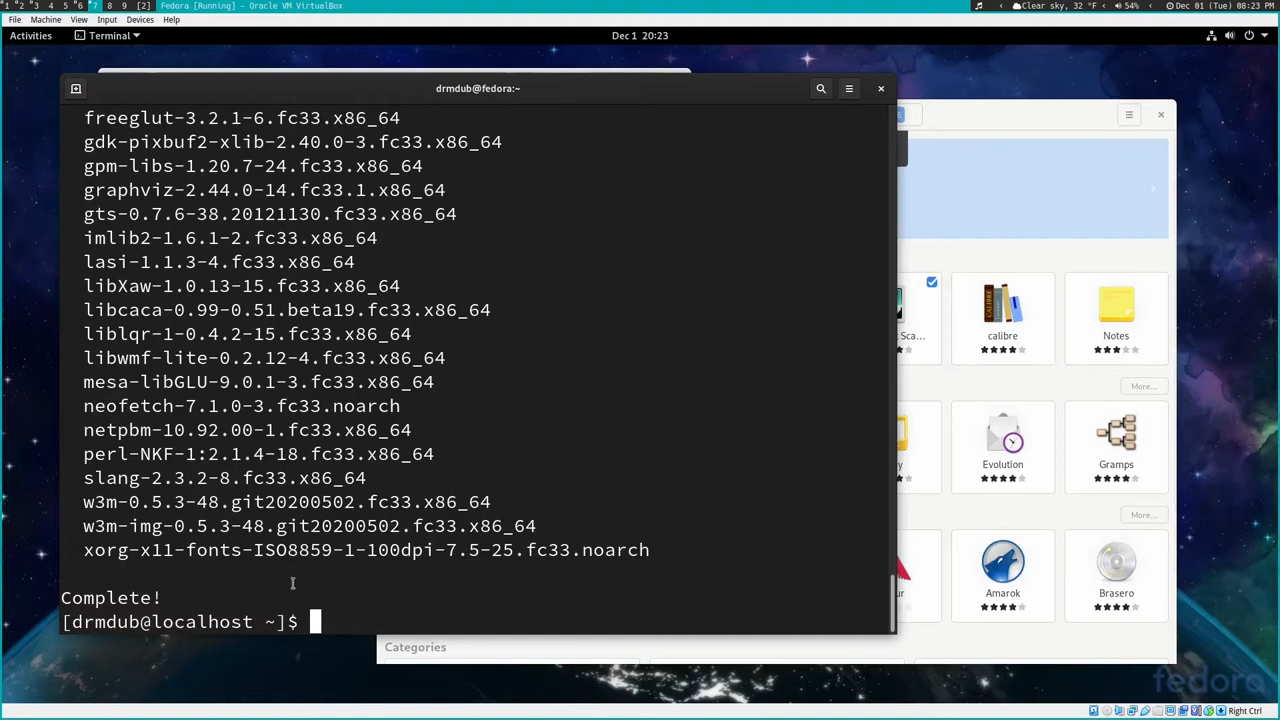 1 2 3 4 5 6 7 8 9 [2] Fedora [Running] - Oracle VM VirtualBox
Clear sky, 32 °F 54% Dec 01 (Tue) 08:23 PM
File Machine View Input Devices Help
Activities Terminal Dec 1 20:23
drmdub@fedora:~
freeglut-3.2.1-6.fc33.x86_64
gdk-pixbuf2-xlib-2.40.0-3.fc33.x86_64
gpm-libs-1.20.7-24.fc33.x86_64
graphviz-2.44.0-14.fc33.1.x86_64
gts-0.7.6-38.20121130.fc33.x86_64
imlib2-1.6.1-2.fc33.x86_64
lasi-1.1.3-4.fc33.x86_64
libXaw-1.0.13-15.fc33.x86_64
libcaca-0.99-0.51.beta19.fc33.x86_64
liblqr-1-0.4.2-15.fc33.x86_64
libwmf-lite-0.2.12-4.fc33.x86_64
mesa-libGLU-9.0.1-3.fc33.x86_64
neofetch-7.1.0-3.fc33.noarch
netpbm-10.92.00-1.fc33.x86_64
perl-NKF-1:2.1.4-18.fc33.x86_64
slang-2.3.2-8.fc33.x86_64
w3m-0.5.3-48.git20200502.fc33.x86_64
w3m-img-0.5.3-48.git20200502.fc33.x86_64
xorg-x11-fonts-ISO8859-1-100dpi-7.5-25.fc33.noarch
Complete!
[drmdub@localhost ~]$
calibre
Notes
More...
Evolution
Gramps
More...
Amarok
Brasero
Categories
fedora
Right Ctrl